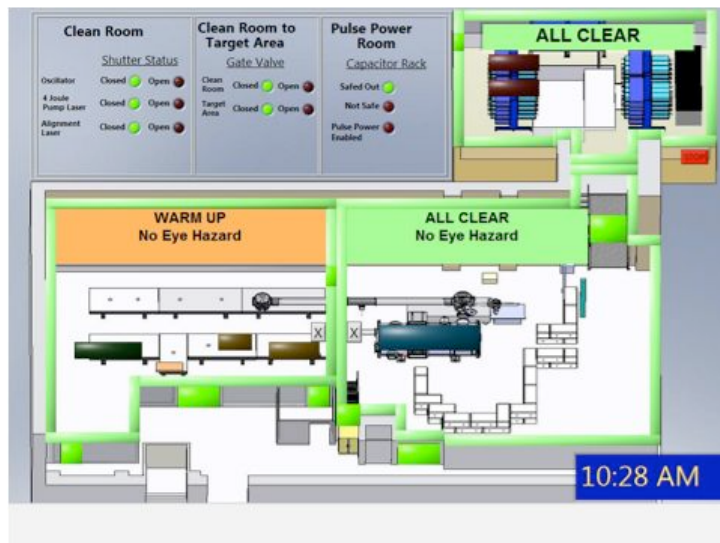 Clean Room
Shutter Status
Oscillator Closed Open
4 Joule
Pump Laser Closed Open
Alignment
Laser Closed Open
Clean Room to
Target Area
Gate Valve
Clean
Room Closed Open
Target
Area Closed Open
Pulse Power
Room
Capacitor Rack
Safed Out
Not Safe
Pulse Power
Enabled
ALL CLEAR
STOP
WARM UP
No Eye Hazard
ALL CLEAR
No Eye Hazard
X X
10:28 AM